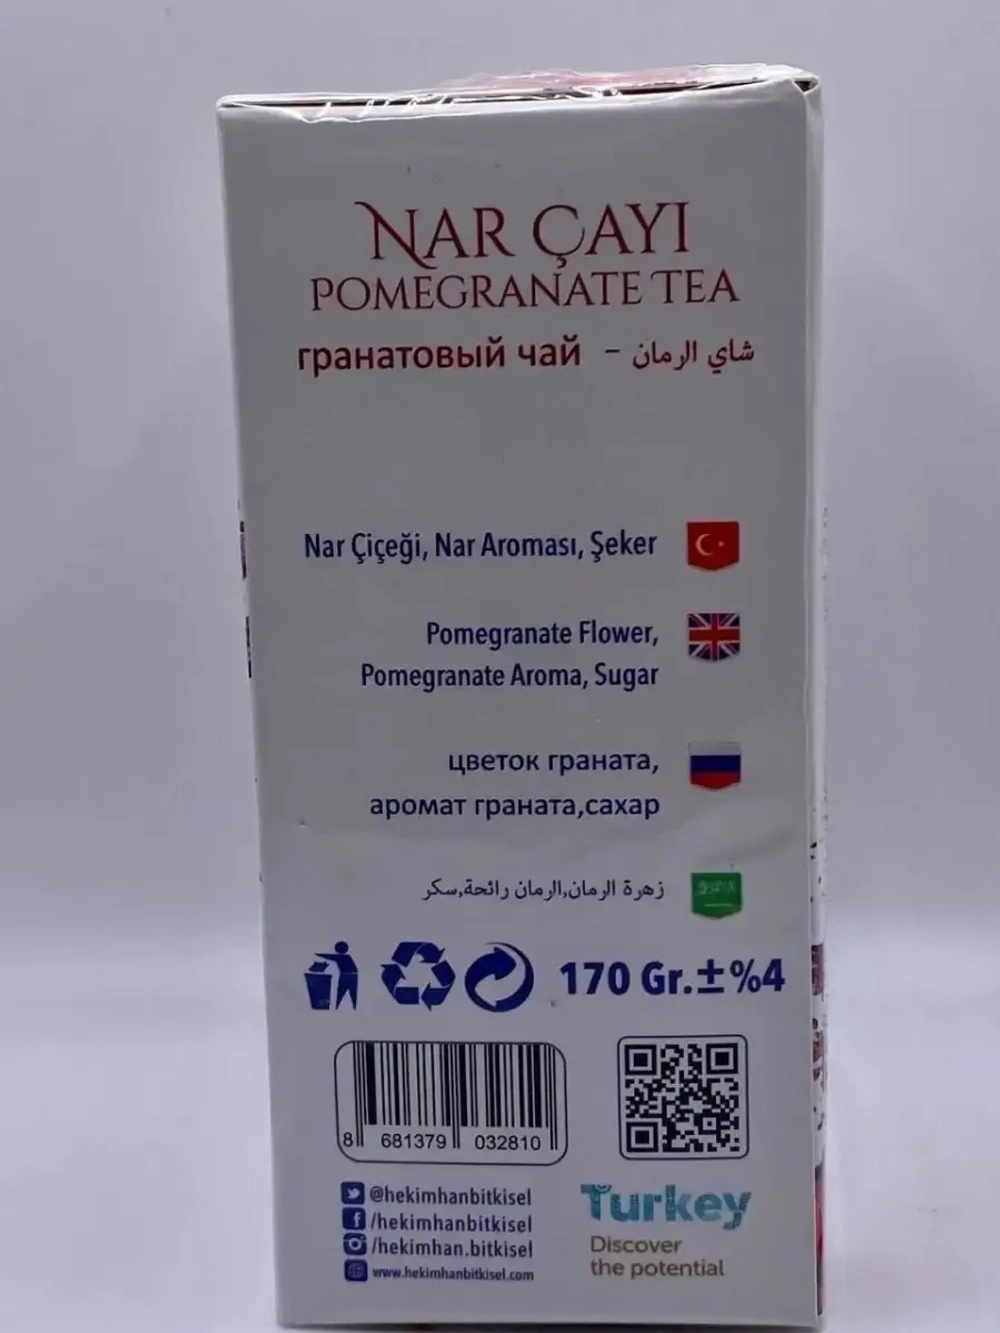 NAR ÇAYI
POMEGRANATE TEA
гранатовый чай – شاي الرمان
Nar Çiçeği, Nar Aroması, Şeker
Pomegranate Flower,
Pomegranate Aroma, Sugar
цветок граната,
аромат граната,сахар
زهرة الرمان,الرمان رائحة,سكر
170 Gr.±%4
8 681379 032810
@hekimhanbitkisel
/hekimhanbitkisel
/hekimhan.bitkisel
www.hekimhanbitkisel.com
Turkey
Discover
the potential